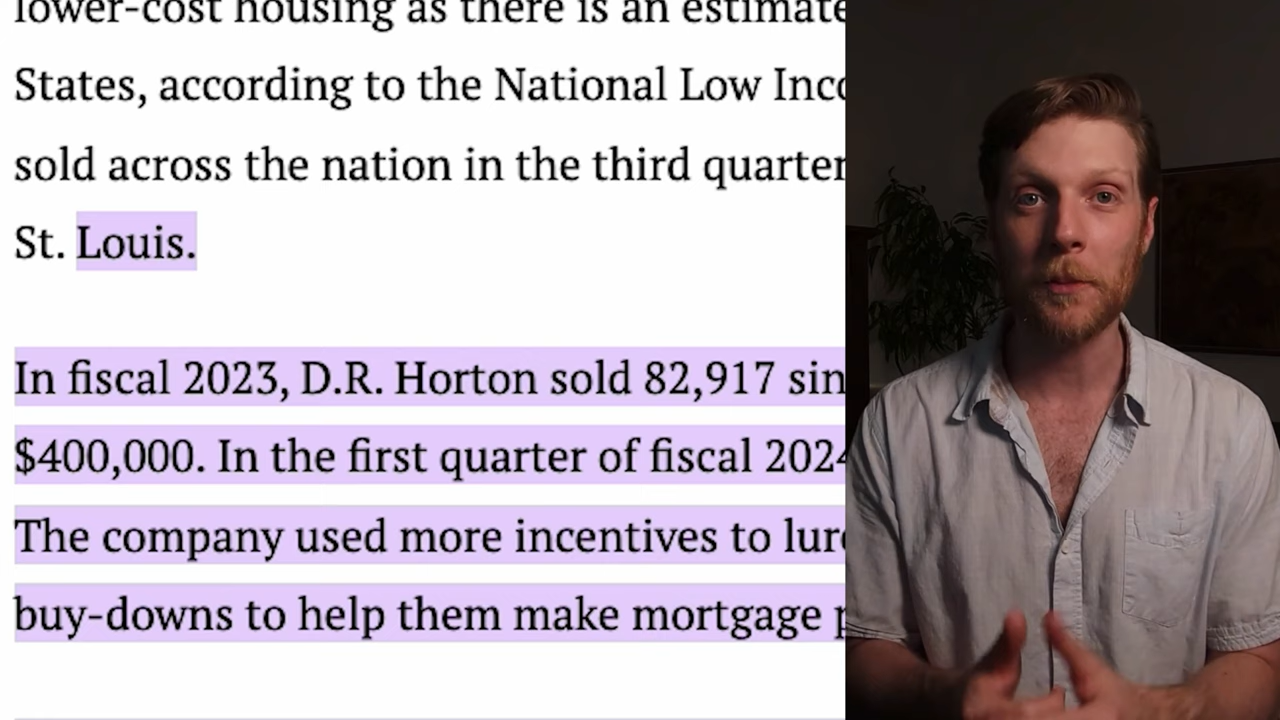 lower-cost housing as there is an estimate
States, according to the National Low Inco
sold across the nation in the third quarter
St. Louis.
In fiscal 2023, D.R. Horton sold 82,917 sin
$400,000. In the first quarter of fiscal 2024
The company used more incentives to lure
buy-downs to help them make mortgage p